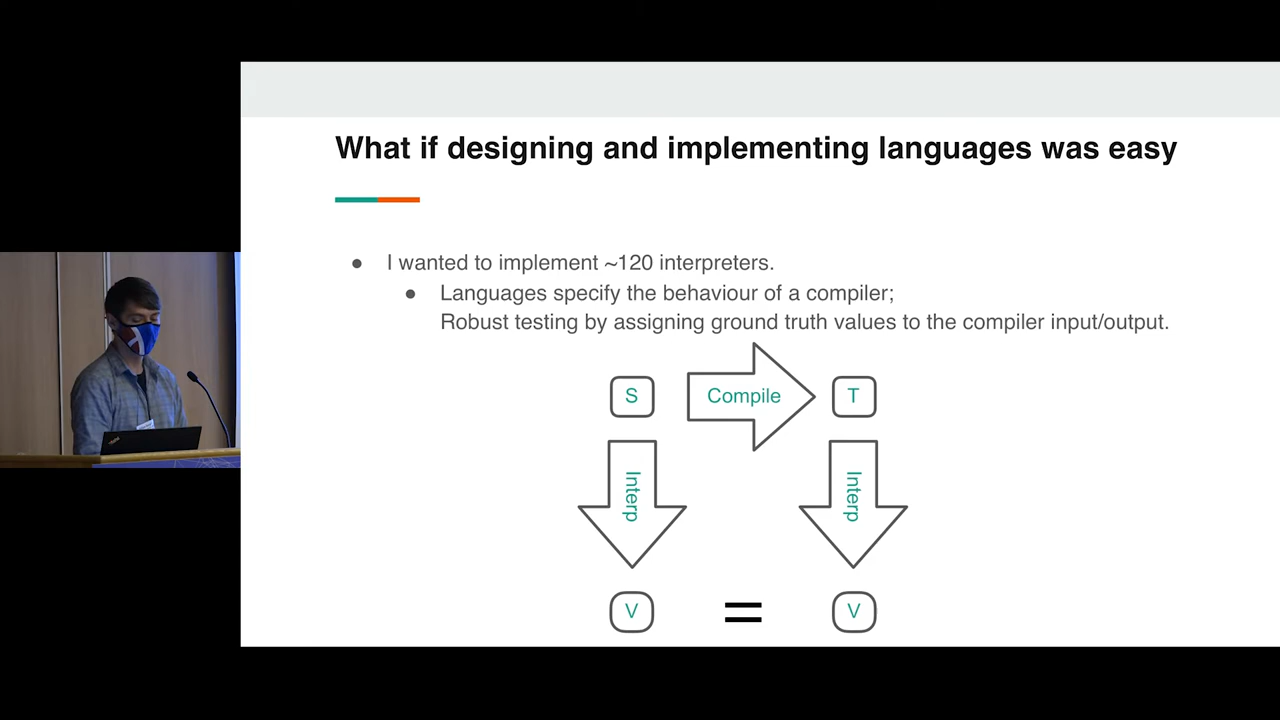 What if designing and implementing languages was easy
● I wanted to implement ~120 interpreters.
● Languages specify the behaviour of a compiler;
Robust testing by assigning ground truth values to the compiler input/output.
S
Compile
T
Interp
Interp
V
=
V